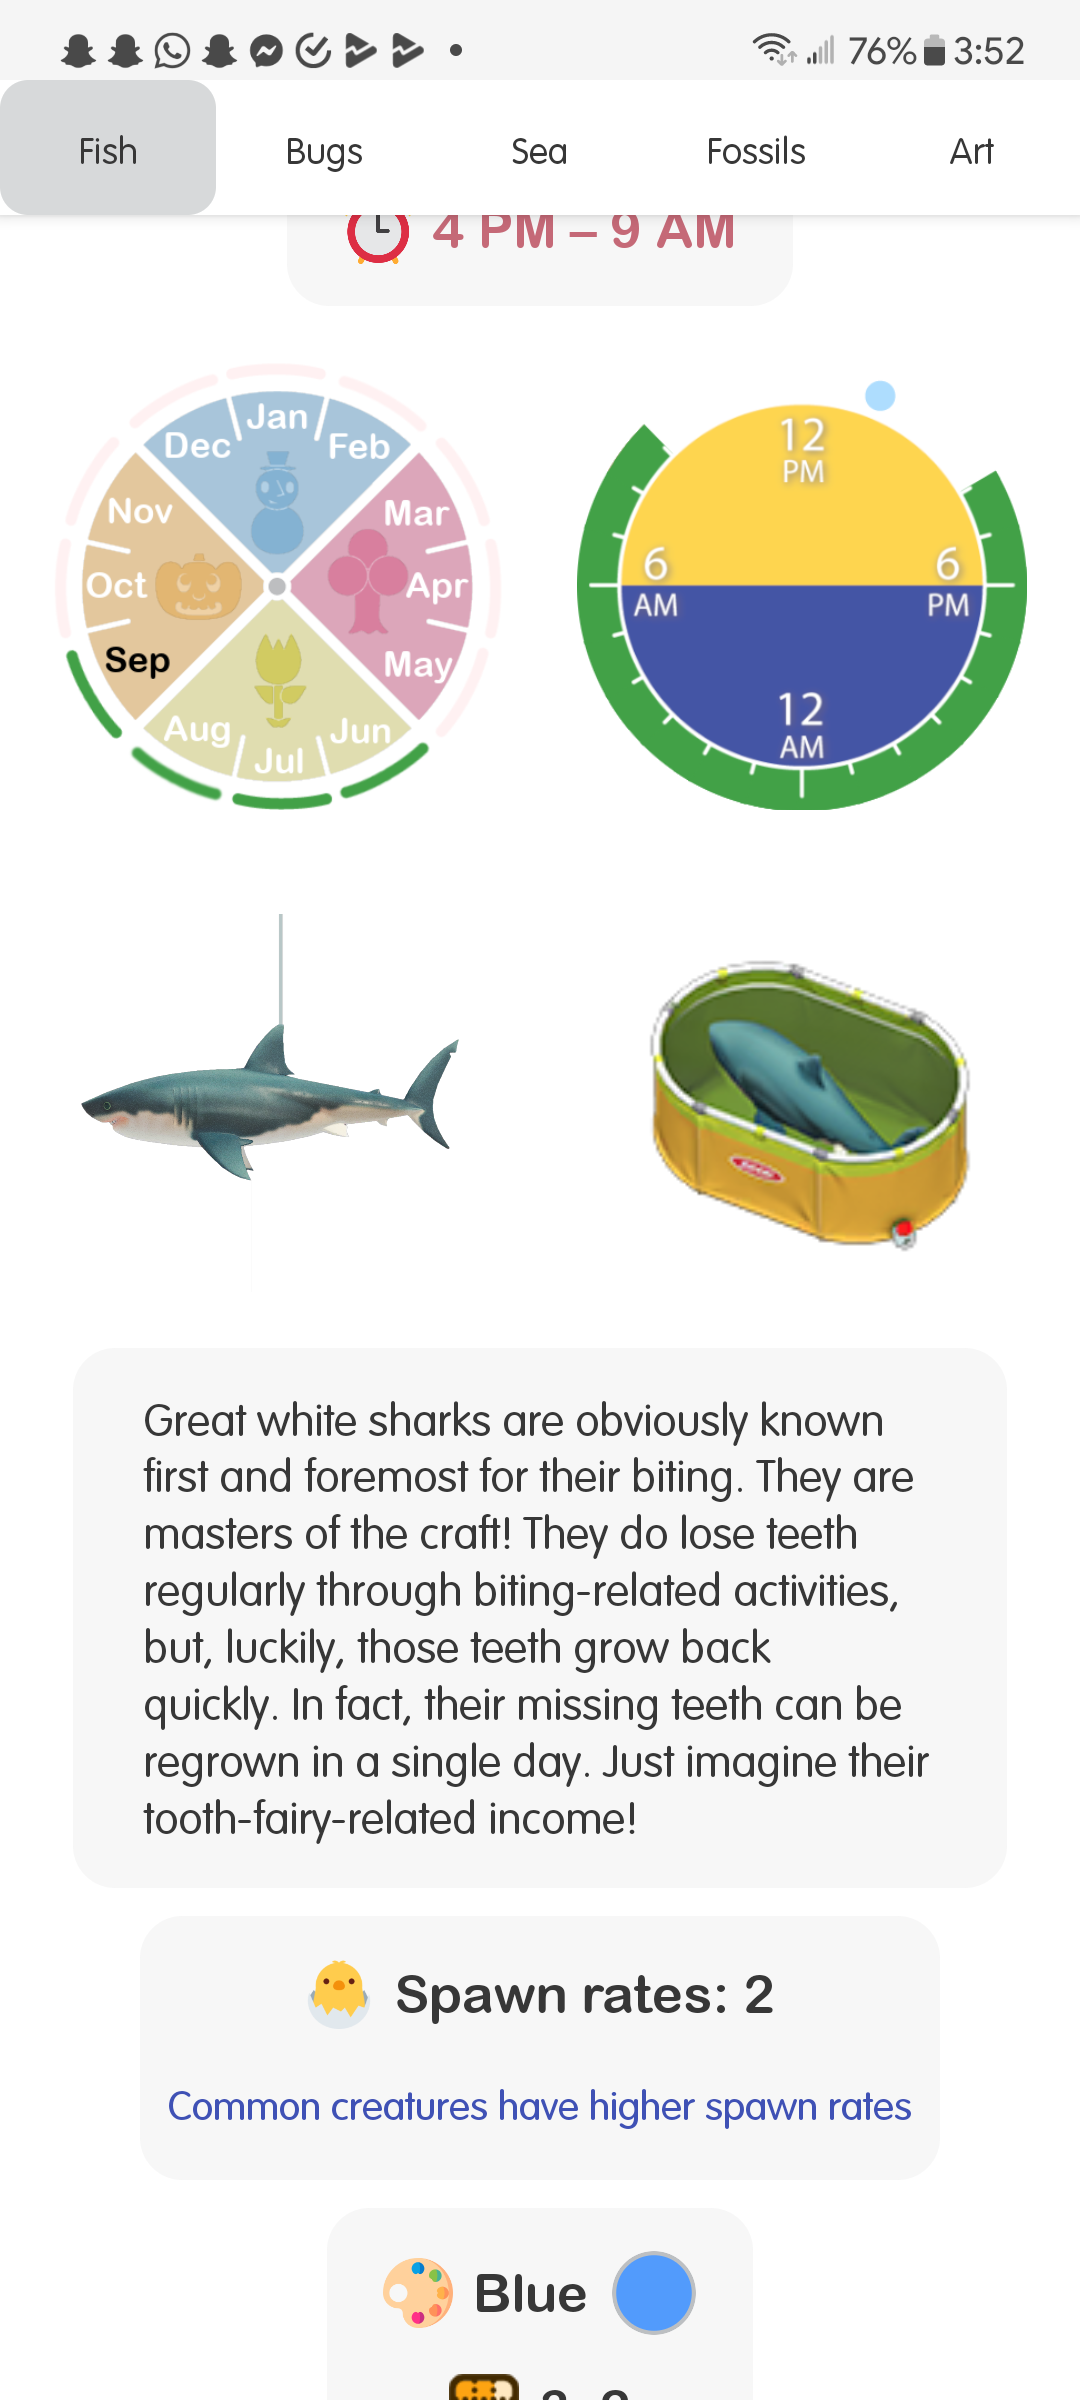 76% 3:52
Fish Bugs Sea Fossils Art
4 PM – 9 AM
Jan
Dec
Feb
Nov
Mar
Oct
Apr
Sep
May
Aug
Jun
Jul
12
PM
6
AM
6
PM
12
AM
Great white sharks are obviously known
first and foremost for their biting. They are
masters of the craft! They do lose teeth
regularly through biting-related activities,
but, luckily, those teeth grow back
quickly. In fact, their missing teeth can be
regrown in a single day. Just imagine their
tooth-fairy-related income!
Spawn rates: 2
Common creatures have higher spawn rates
Blue